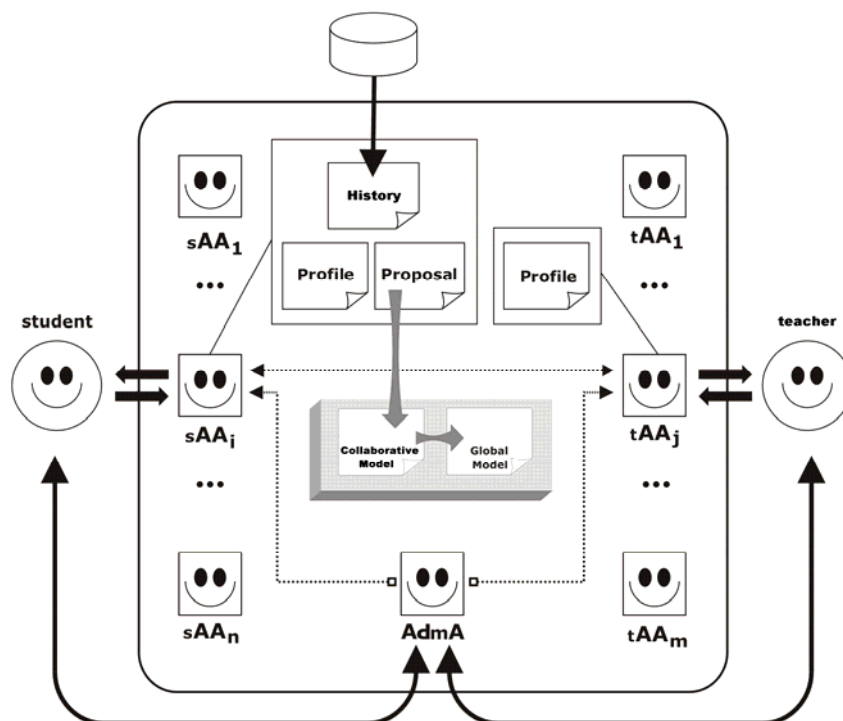 History
sAA1
tAA1
Profile
Proposal
Profile
...
...
student
teacher
sAAi
Collaborative
Model
Global
Model
tAAj
...
...
sAAn
AdmA
tAAm